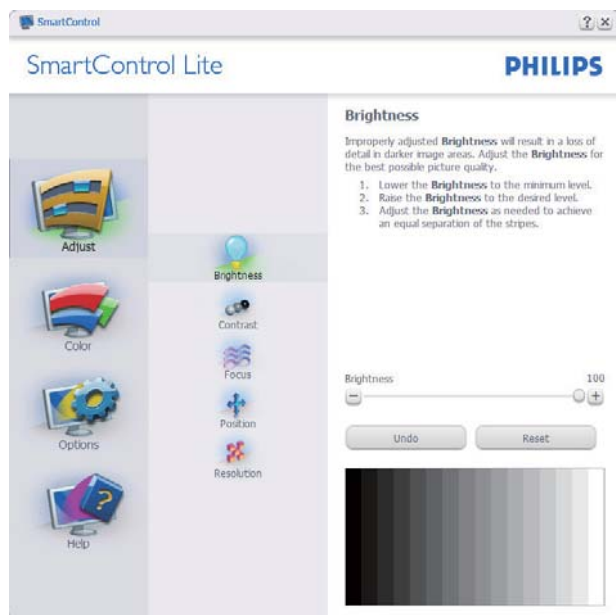 SmartControl
? ×
SmartControl Lite
PHILIPS
Adjust
Color
Options
?
Help
Brightness
Contrast
Focus
Position
Resolution
Brightness
Improperly adjusted Brightness will result in a loss of
detail in darker image areas. Adjust the Brightness for
the best possible picture quality.
1. Lower the Brightness to the minimum level.
2. Raise the Brightness to the desired level.
3. Adjust the Brightness as needed to achieve
an equal separation of the stripes.
Brightness 100
Undo Reset